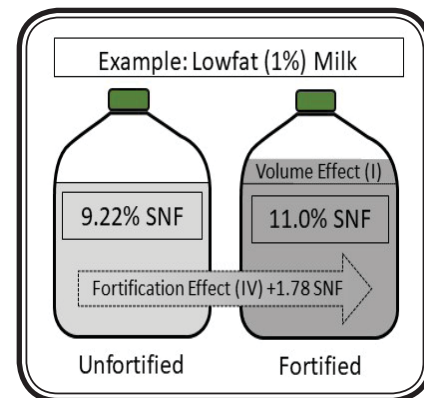 Example: Lowfat (1%) Milk
Volume Effect (I)
9.22% SNF
11.0% SNF
Fortification Effect (IV) +1.78 SNF
Unfortified
Fortified